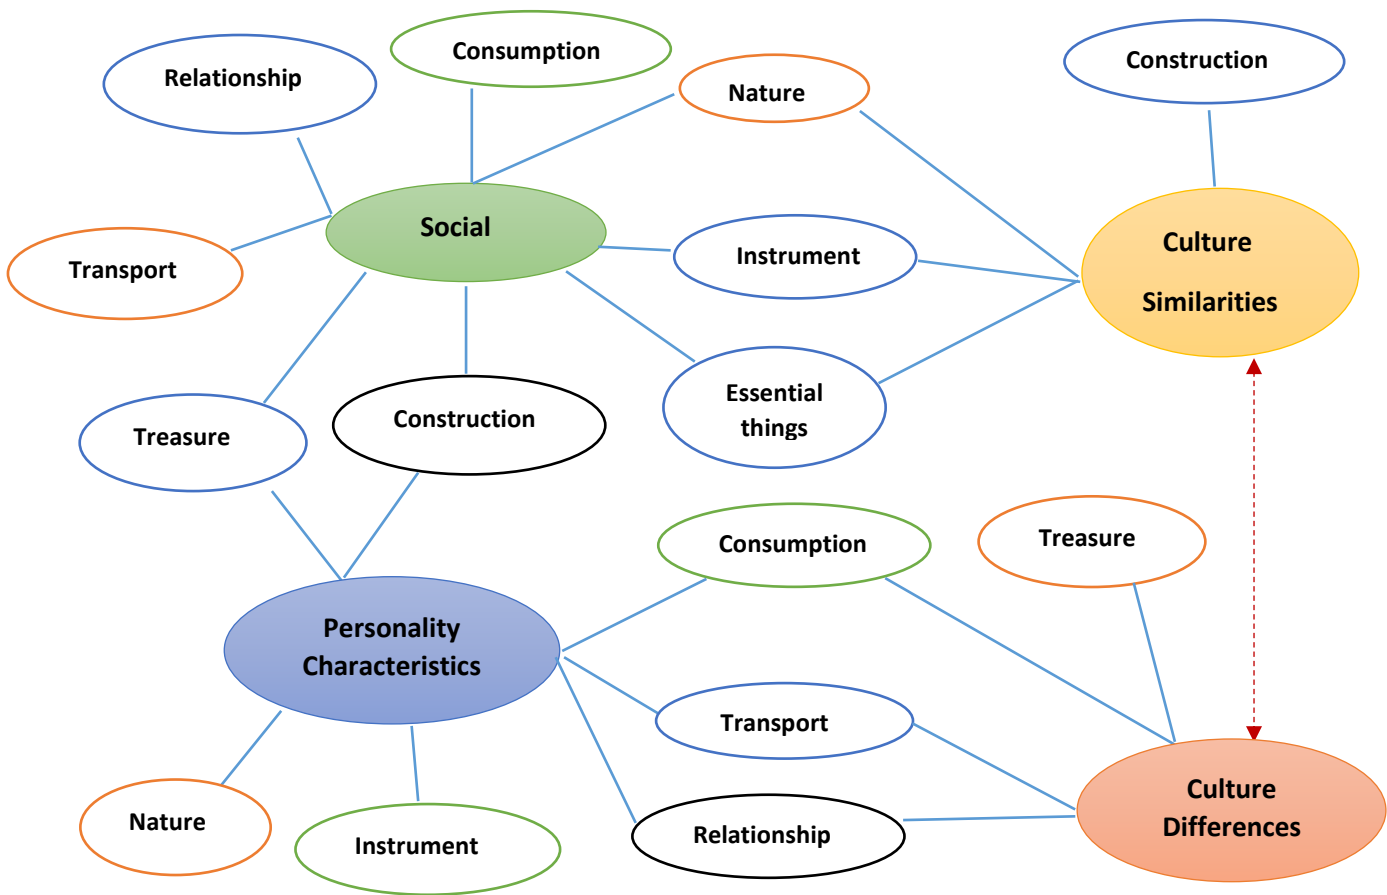 Consumption
Construction
Relationship
Nature
Social
Culture
Similarities
Instrument
Transport
Essential
things
Construction
Treasure
Consumption
Treasure
Personality
Characteristics
Transport
Culture
Differences
Nature
Relationship
Instrument